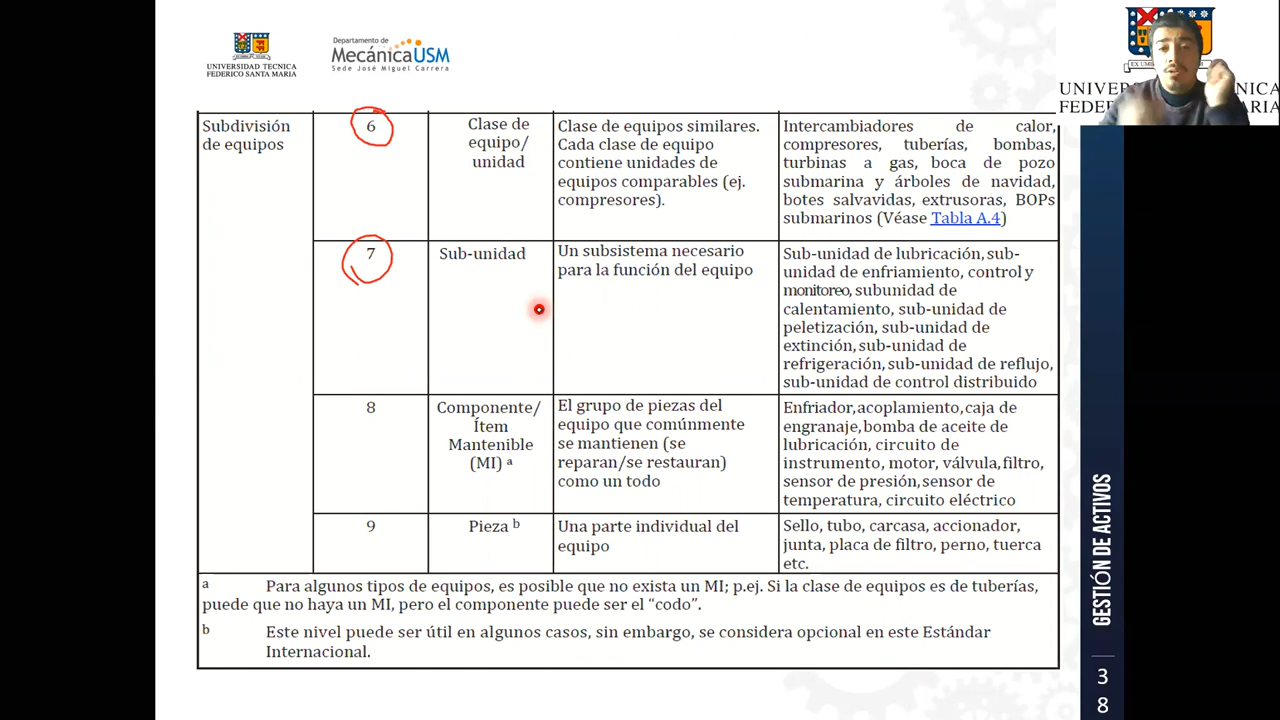 UNIVERSIDAD TECNICA
FEDERICO SANTA MARIA
Departamento de
MecánicaUSM
Sede José Miguel Carrera
Subdivisión
de equipos
6
Clase de
equipo/
unidad
Clase de equipos similares.
Cada clase de equipo
contiene unidades de
equipos comparables (ej.
compresores).
Intercambiadores de calor,
compresores, tuberías, bombas,
turbinas a gas, boca de pozo
submarina y árboles de navidad,
botes salvavidas, extrusoras, BOPs
submarinos (Véase Tabla A.4)
7
Sub-unidad
Un subsistema necesario
para la función del equipo
Sub-unidad de lubricación, sub-
unidad de enfriamiento, control y
monitoreo, subunidad de
calentamiento, sub-unidad de
peletización, sub-unidad de
extinción, sub-unidad de
refrigeración, sub-unidad de reflujo,
sub-unidad de control distribuido
8
Componente/
Ítem
Mantenible
(MI) a
El grupo de piezas del
equipo que comúnmente
se mantienen (se
reparan/se restauran)
como un todo
Enfriador, acoplamiento, caja de
engranaje, bomba de aceite de
lubricación, circuito de
instrumento, motor, válvula, filtro,
sensor de presión, sensor de
temperatura, circuito eléctrico
9
Pieza b
Una parte individual del
equipo
Sello, tubo, carcasa, accionador,
junta, placa de filtro, perno, tuerca
etc.
a Para algunos tipos de equipos, es posible que no exista un MI; p.ej. Si la clase de equipos es de tuberías,
puede que no haya un MI, pero el componente puede ser el “codo”.
b Este nivel puede ser útil en algunos casos, sin embargo, se considera opcional en este Estándar
Internacional.
GESTIÓN DE ACTIVOS
3
8